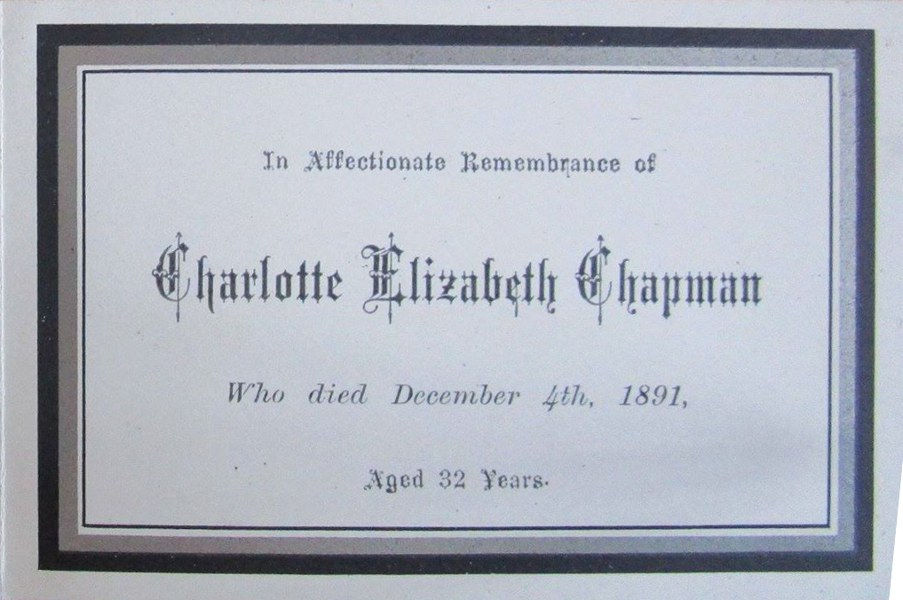 In Affectionate Remembrance of
Charlotte Elizabeth Chapman
Who died December 4th, 1891,
Aged 32 Years.